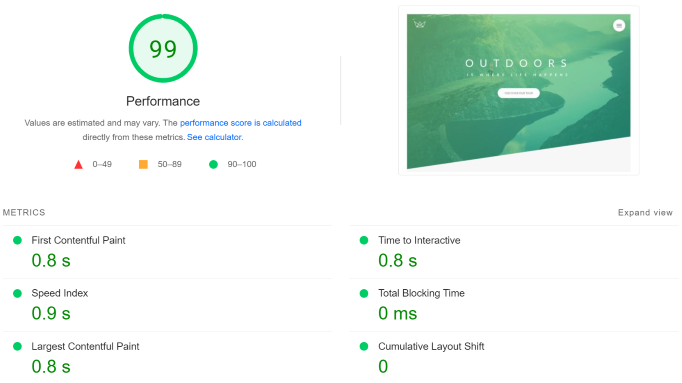 99
Performance
Values are estimated and may vary. The performance score is calculated
directly from these metrics. See calculator.
0–49
50–89
90–100
OUTDOORS
IS WHERE LIFE HAPPENS
METRICS
Expand view
First Contentful Paint
0.8 s
Time to Interactive
0.8 s
Speed Index
0.9 s
Total Blocking Time
0 ms
Largest Contentful Paint
0.8 s
Cumulative Layout Shift
0